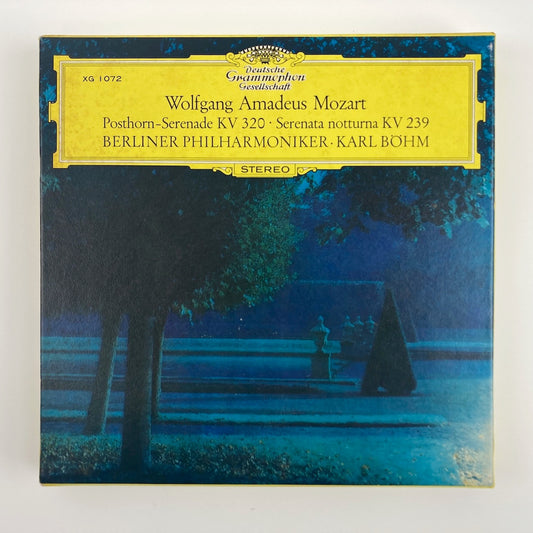 XG 1072
Deutsche
Grammophon
Gesellschaft
Wolfgang Amadeus Mozart
Posthorn-Serenade KV 320 · Serenata notturna KV 239
BERLINER PHILHARMONIKER · KARL BÖHM
STEREO